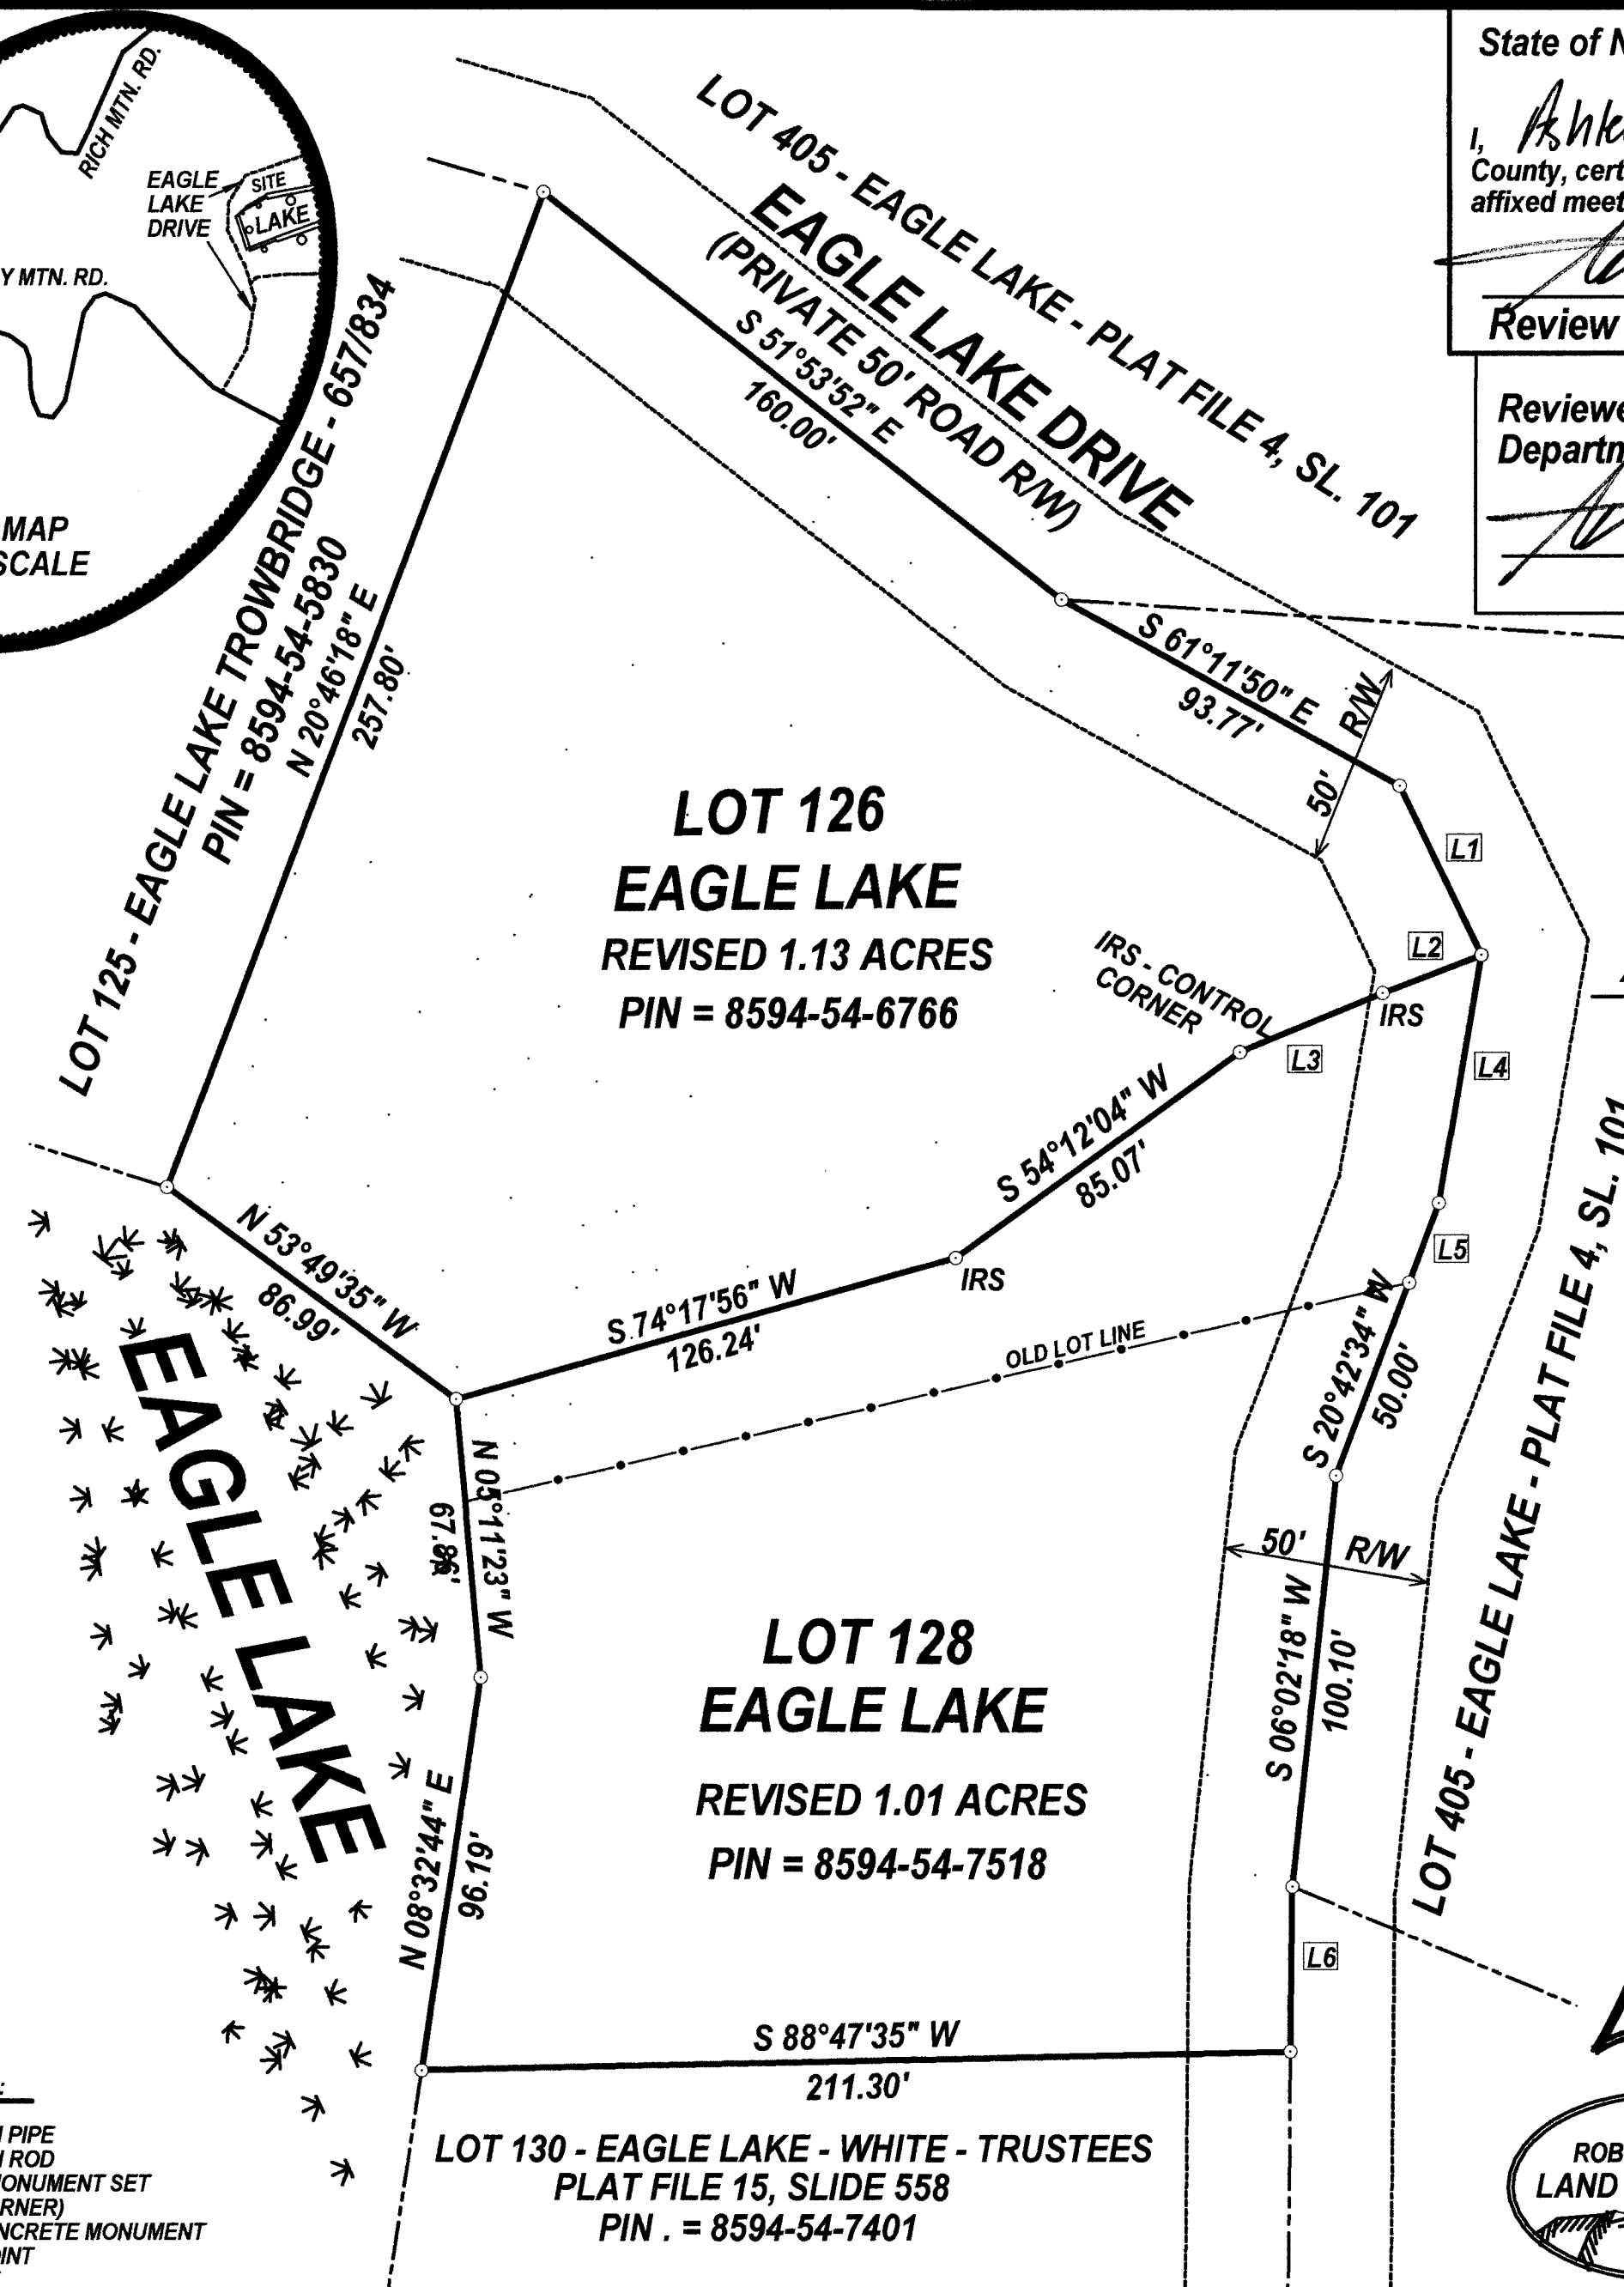 RICH MTN. RD.
EAGLE
LAKE
DRIVE
SITE
LAKE
Y MTN. RD.
MAP
SCALE
State of N
I,
County, cert
affixed meet
Review
Reviewe
Departn
LOT 405 - EAGLE LAKE - PLAT FILE 4, SL. 101
EAGLE LAKE DRIVE
(PRIVATE 50' ROAD R/W)
S 51°53'52" E
160.00'
S 61°11'50" E
93.77'
R/W
50'
LOT 125 - EAGLE LAKE TROWBRIDGE - 657/834
PIN = 8594-54-5830
N 20°46'18" E
257.80'
LOT 126
EAGLE LAKE
REVISED 1.13 ACRES
PIN = 8594-54-6766
L1
L2
IRS - CONTROL
CORNER
IRS
L3
L4
S 54°12'04" W
85.07'
IRS
L5
N 53°49'35" W
86.99'
S 74°17'56" W
126.24'
OLD LOT LINE
S 20°42'34" W
50.00'
EAGLE LAKE
N 05°11'23" W
67.86'
50' R/W
LOT 405 - EAGLE LAKE - PLAT FILE 4, SL. 101
LOT 128
EAGLE LAKE
REVISED 1.01 ACRES
PIN = 8594-54-7518
S 06°02'18" W
100.10'
N 08°32'44" E
96.19'
L6
S 88°47'35" W
211.30'
LOT 130 - EAGLE LAKE - WHITE - TRUSTEES
PLAT FILE 15, SLIDE 558
PIN . = 8594-54-7401
PIPE
ROD
MONUMENT SET
RNER)
NCRETE MONUMENT
OINT
ROB
LAND